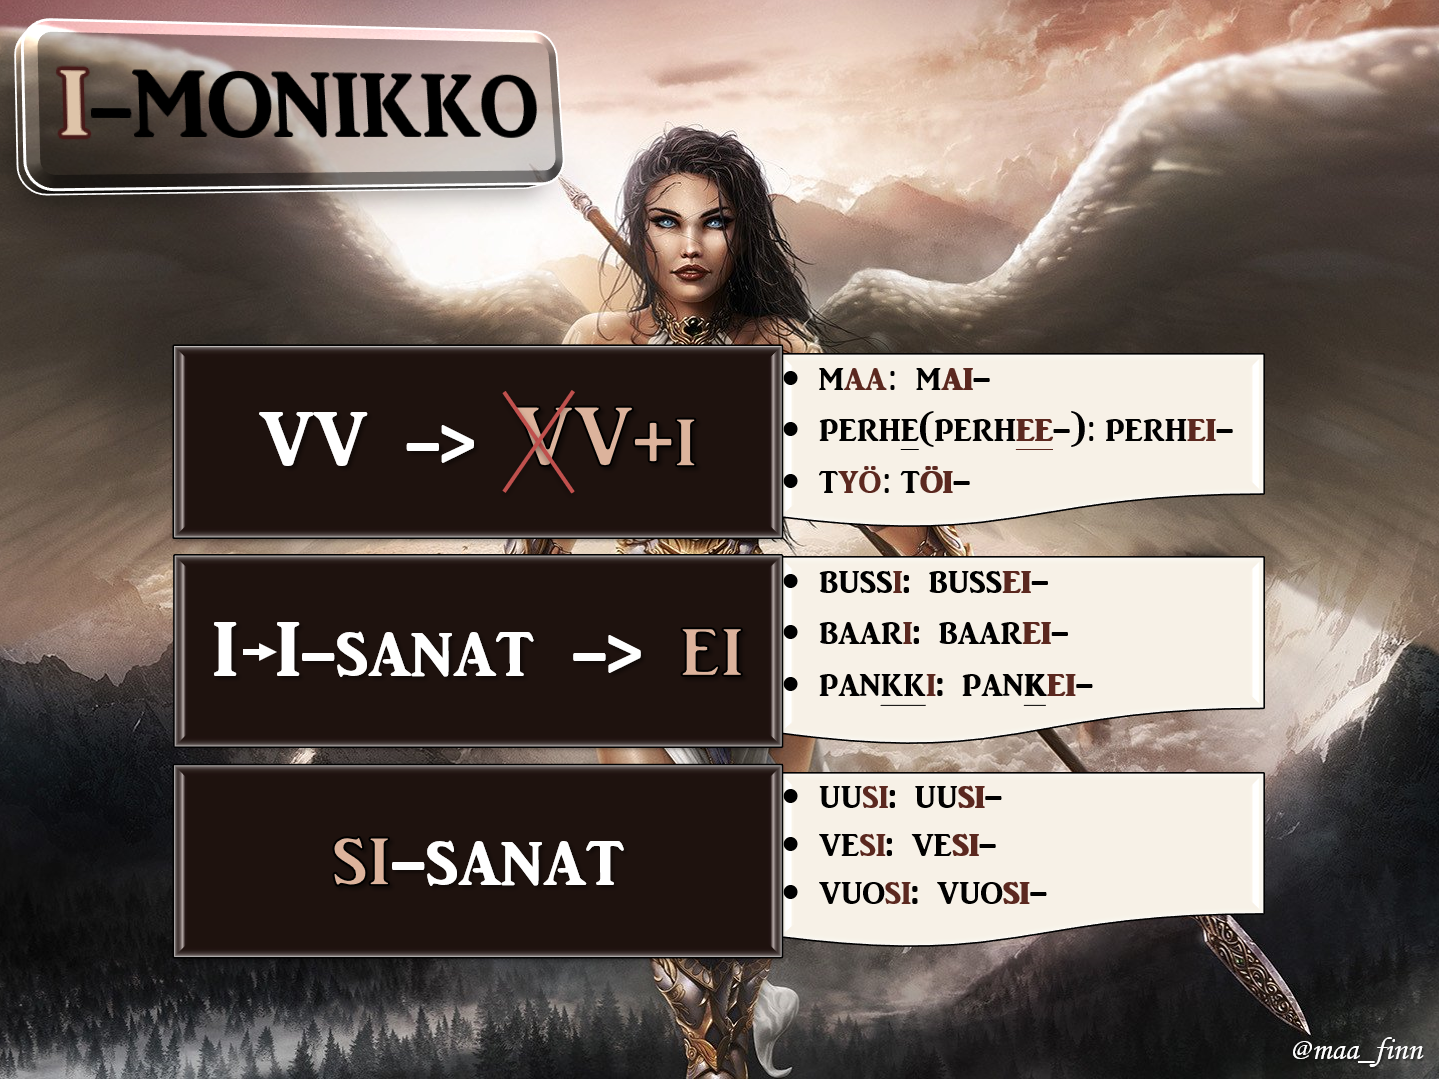 I-MONIKKO
VV -> VV+I
• MAA: MAI-
• PERHE(PERHEE-): PERHEI-
• TYÖ: TÖI-
I→I-SANAT -> EI
• BUSSI: BUSSEI-
• BAARI: BAAREI-
• PANKKI: PANKEI-
SI-SANAT
• UUSI: UUSI-
• VESI: VESI-
• VUOSI: VUOSI-
@maa_finn